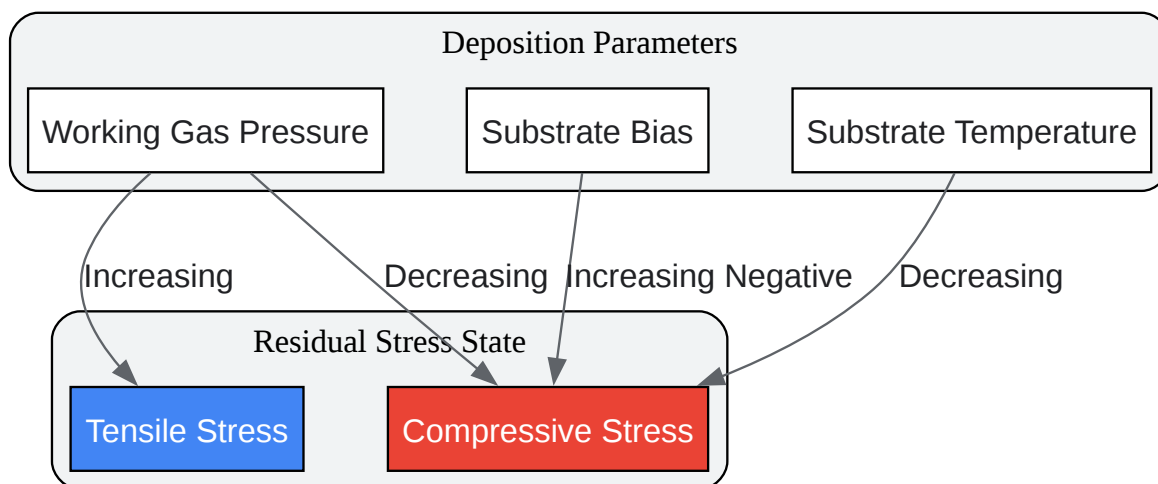 Deposition Parameters
Working Gas Pressure
Substrate Bias
Substrate Temperature
Increasing
Decreasing
Increasing Negative
Decreasing
Residual Stress State
Tensile Stress
Compressive Stress